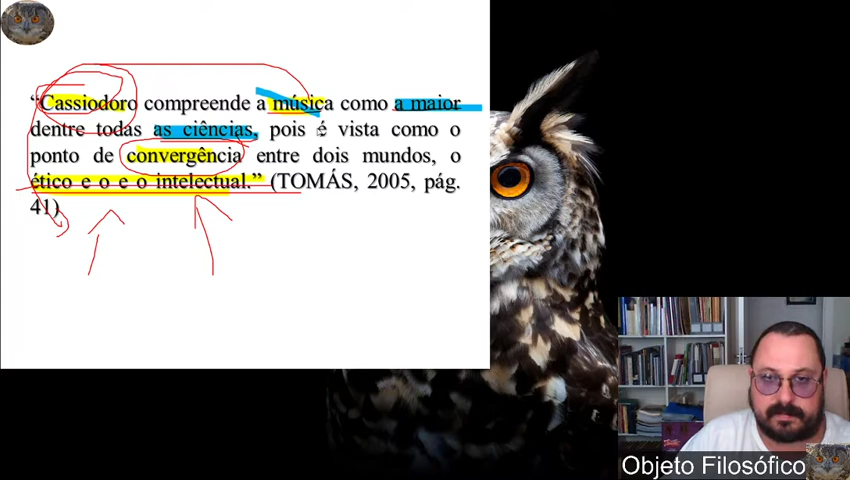 “Cassiodoro compreende a música como a maior
dentre todas as ciências, pois é vista como o
ponto de convergência entre dois mundos, o
ético e o e o intelectual.” (TOMÁS, 2005, pág.
41)
Objeto Filosófico